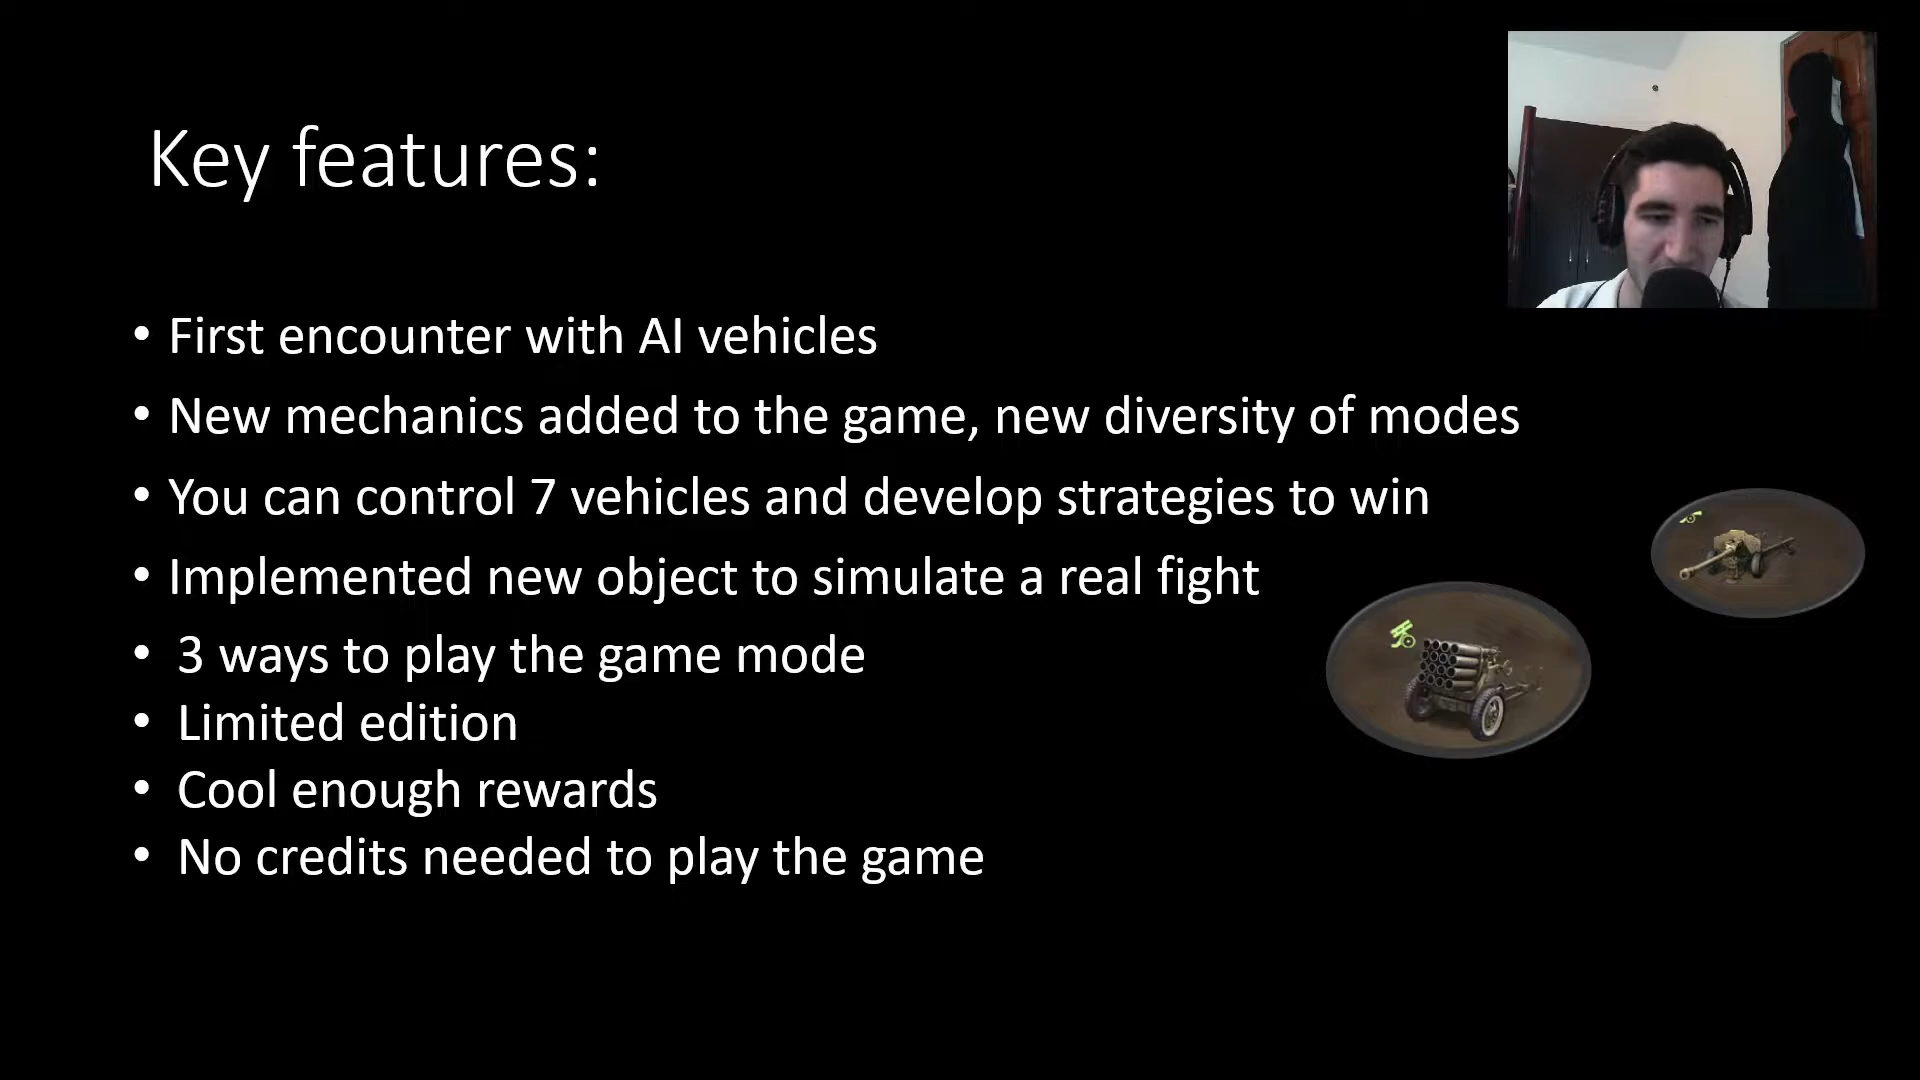 Key features:
• First encounter with AI vehicles
• New mechanics added to the game, new diversity of modes
• You can control 7 vehicles and develop strategies to win
• Implemented new object to simulate a real fight
• 3 ways to play the game mode
• Limited edition
• Cool enough rewards
• No credits needed to play the game